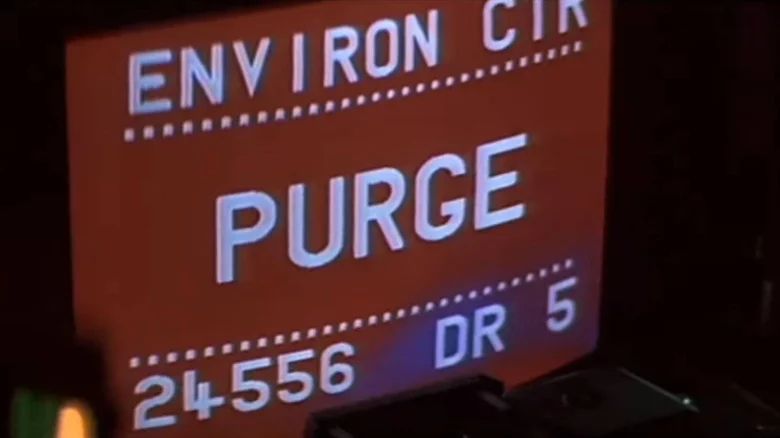 ENVIRON CTR
PURGE
24556 DR 5